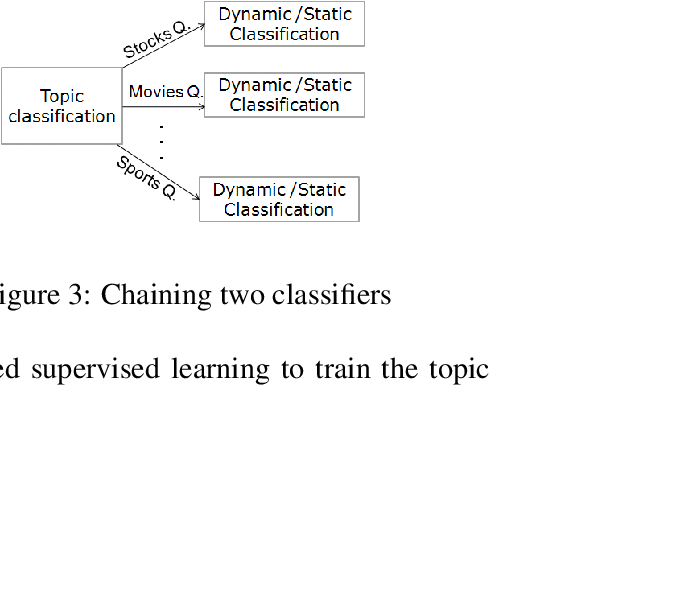 Dynamic/Static
Classification
Stocks Q.
Topic
classification
Movies Q.
Dynamic/Static
Classification
Sports Q.
Dynamic/Static
Classification
igure 3: Chaining two classifiers
ed supervised learning to train the topic